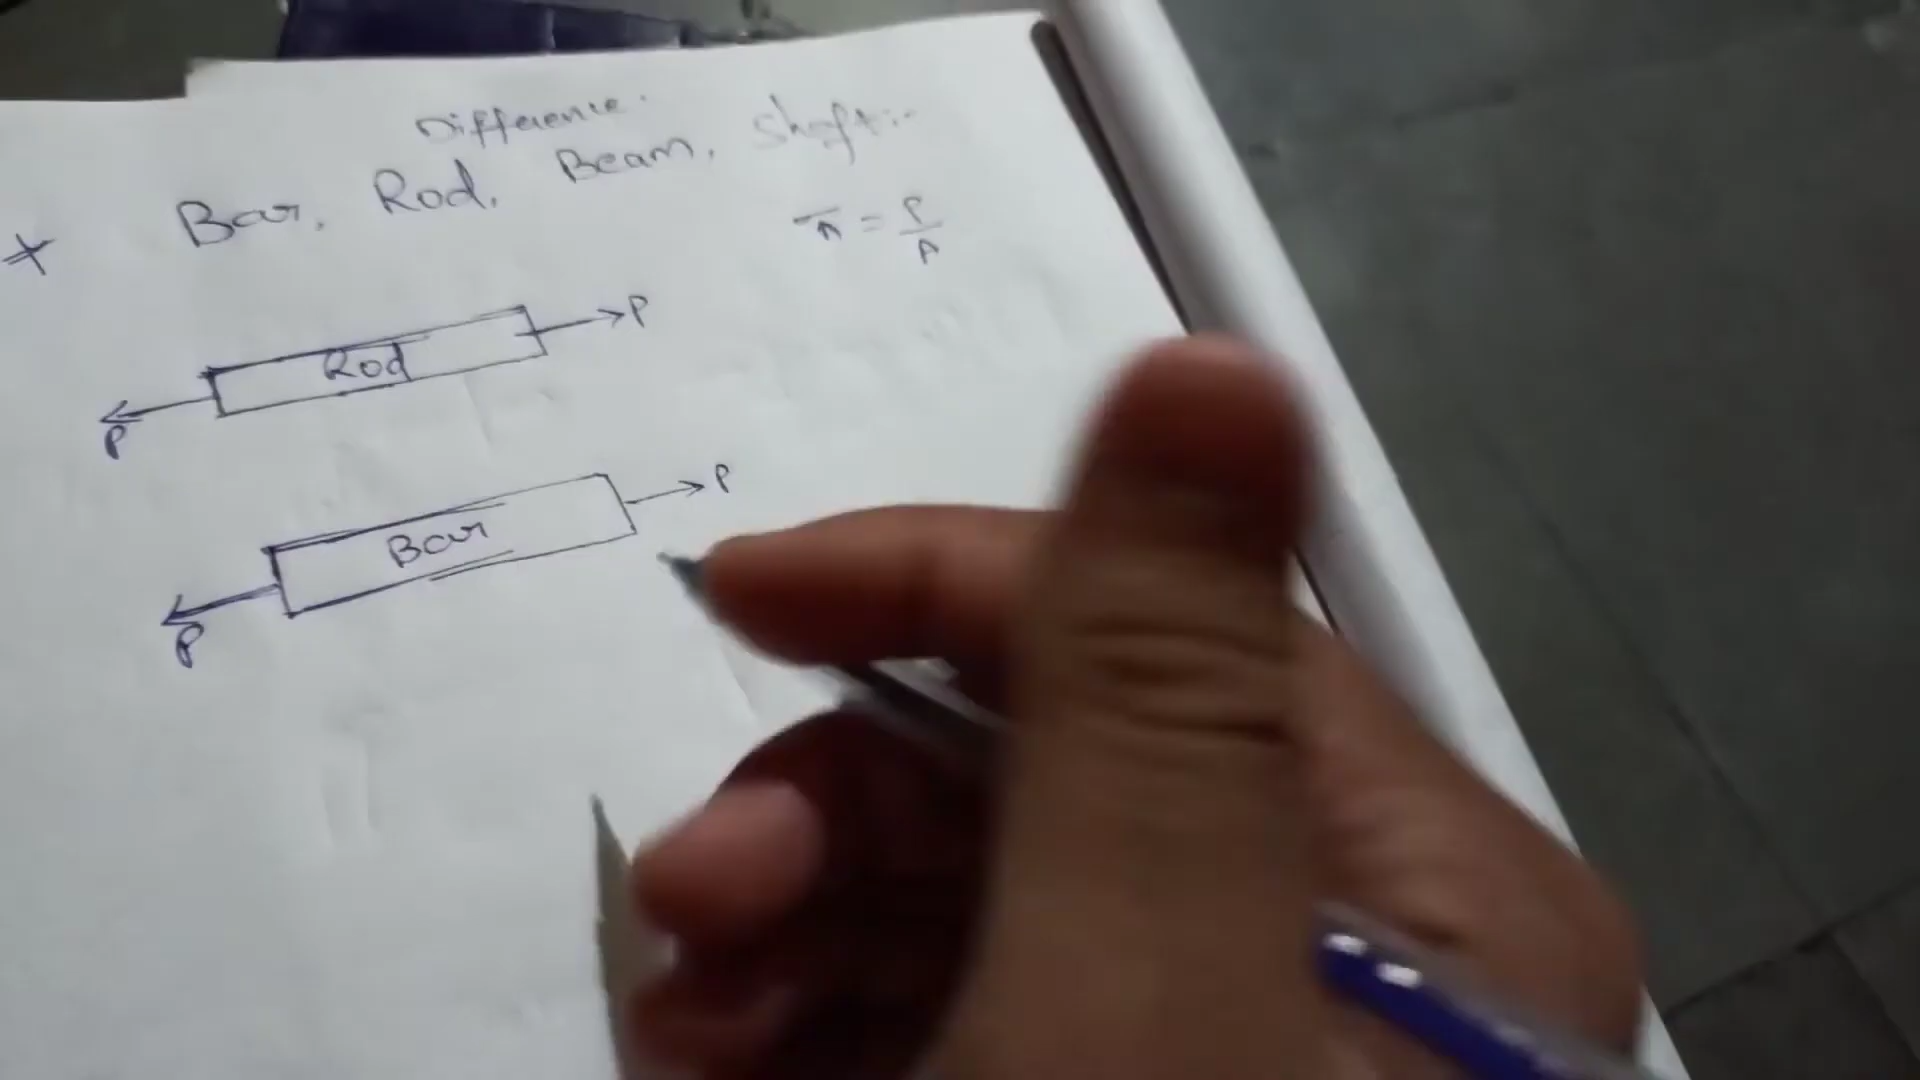 Difference.
Bar, Rod, Beam, Shaft:-
= P/A
Rod
P
P
Bar
P
P